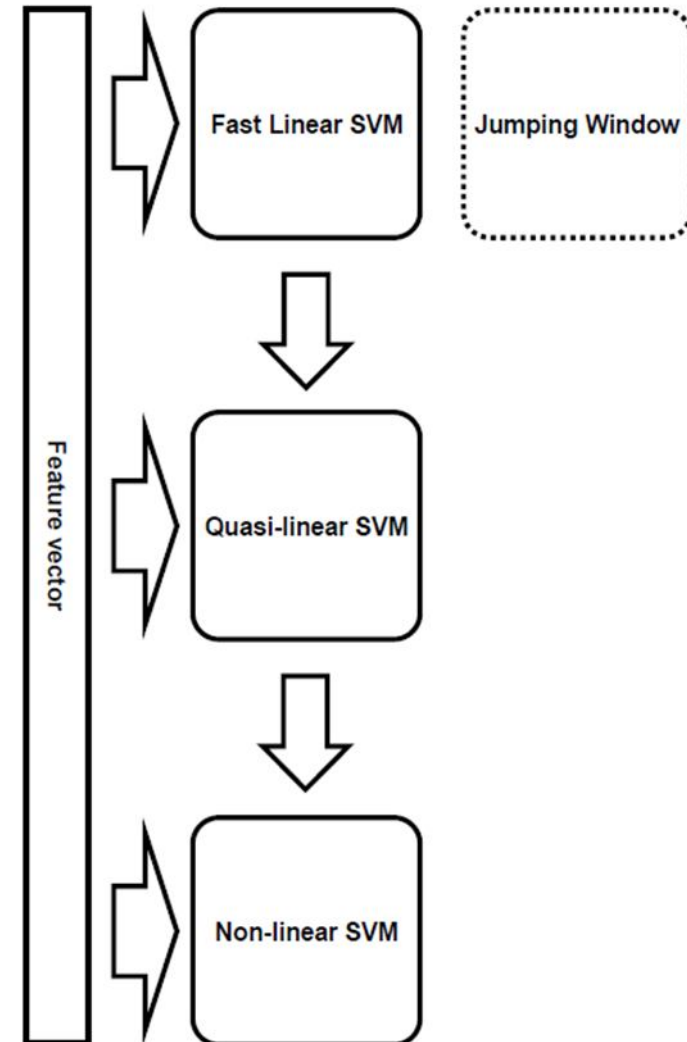 Fast Linear SVM
Jumping Window
Feature vector
Quasi-linear SVM
Non-linear SVM